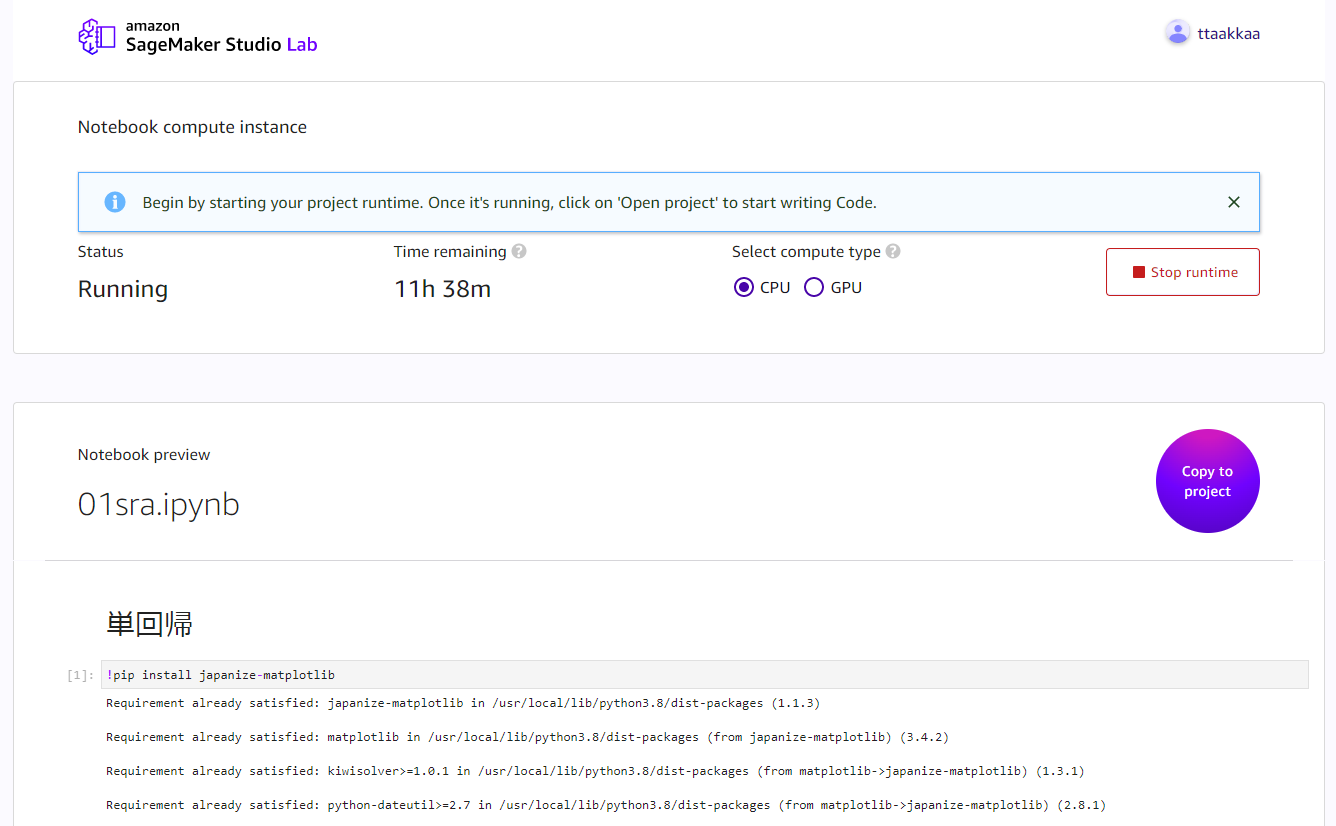 amazon
SageMaker Studio Lab
ttaakkaa
Notebook compute instance
Begin by starting your project runtime. Once it's running, click on 'Open project' to start writing Code.
Status
Time remaining
Select compute type
Running
11h 38m
CPU
GPU
Stop runtime
Notebook preview
01sra.ipynb
Copy to
project
単回帰
[1]: !pip install japanize-matplotlib
Requirement already satisfied: japanize-matplotlib in /usr/local/lib/python3.8/dist-packages (1.1.3)
Requirement already satisfied: matplotlib in /usr/local/lib/python3.8/dist-packages (from japanize-matplotlib) (3.4.2)
Requirement already satisfied: kiwisolver>=1.0.1 in /usr/local/lib/python3.8/dist-packages (from matplotlib->japanize-matplotlib) (1.3.1)
Requirement already satisfied: python-dateutil>=2.7 in /usr/local/lib/python3.8/dist-packages (from matplotlib->japanize-matplotlib) (2.8.1)